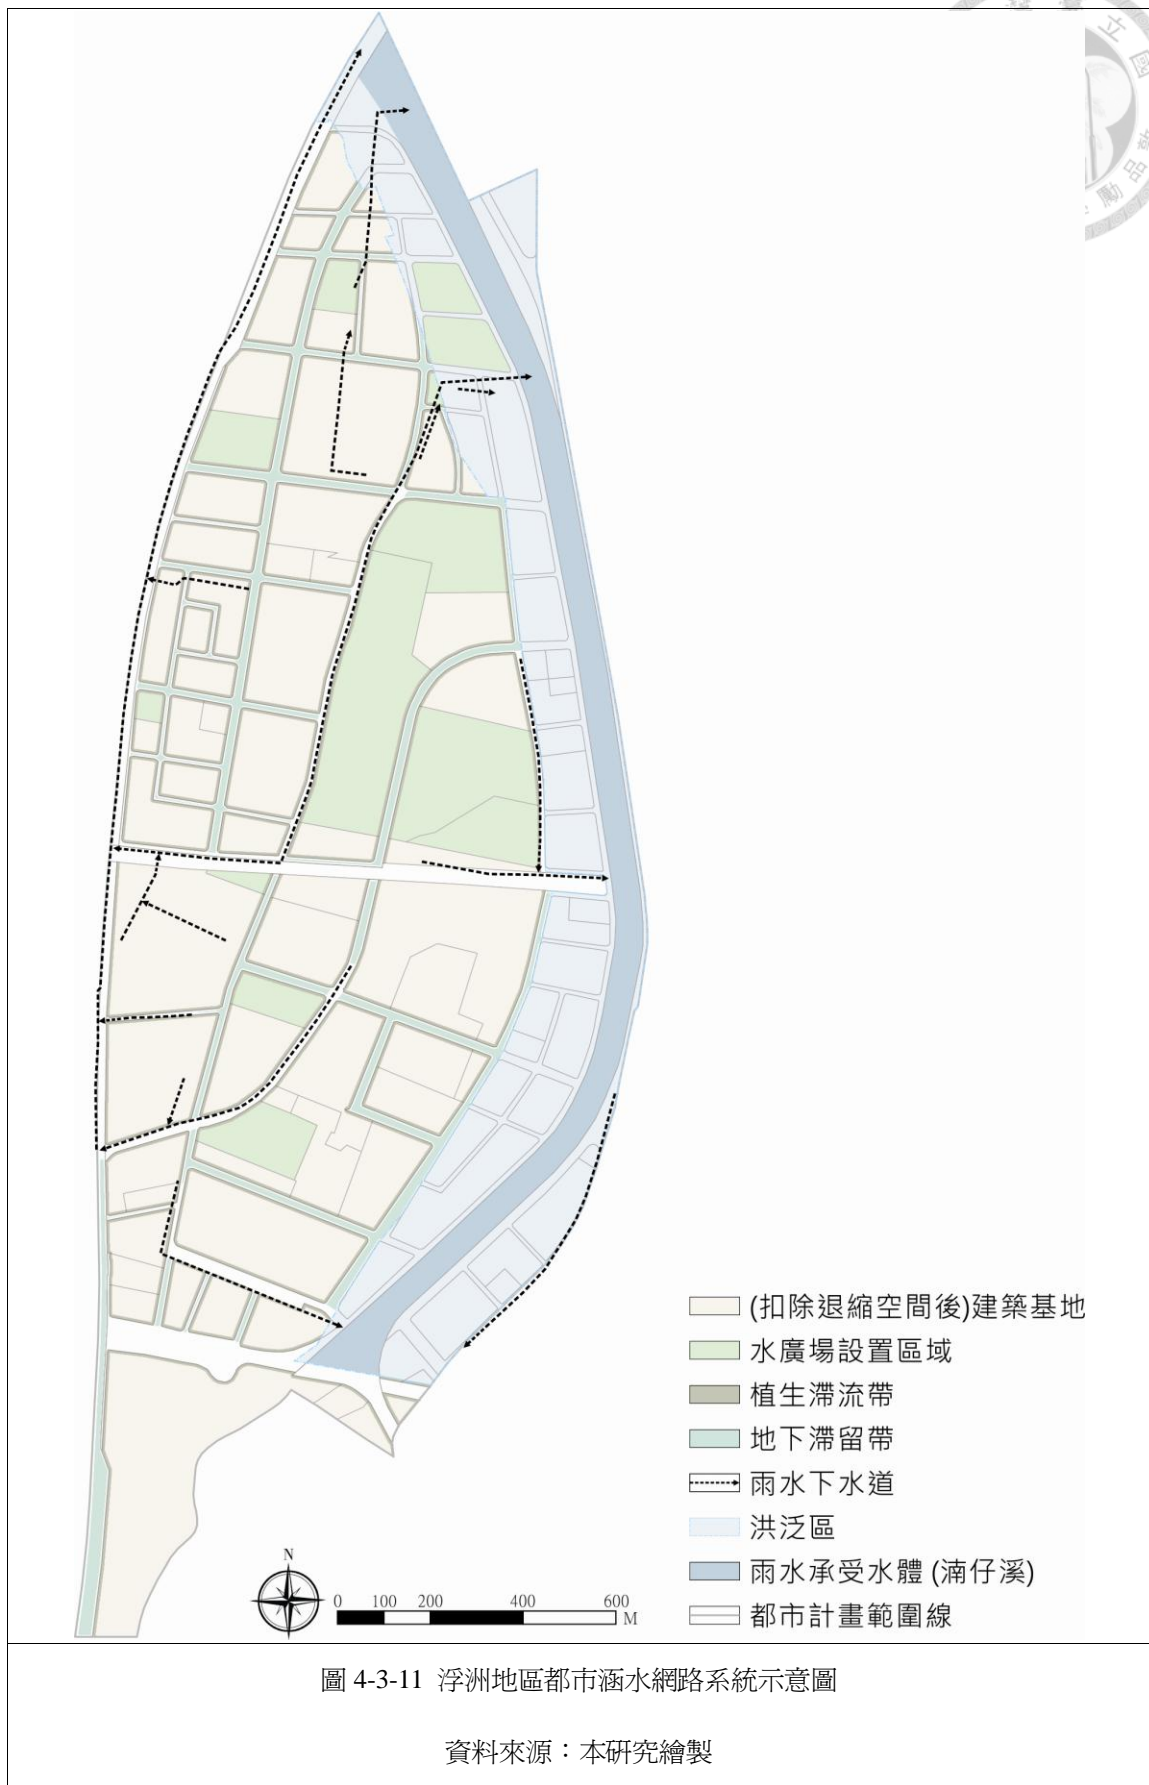 立
國
品
勵
(扣除退縮空間後)建築基地
水廣場設置區域
植生滯流帶
地下滯留帶
雨水下水道
洪泛區
雨水承受水體 (湳仔溪)
都市計畫範圍線
N
0 100 200 400 600
M
圖 4-3-11 浮洲地區都市涵水網路系統示意圖
資料來源：本研究繪製